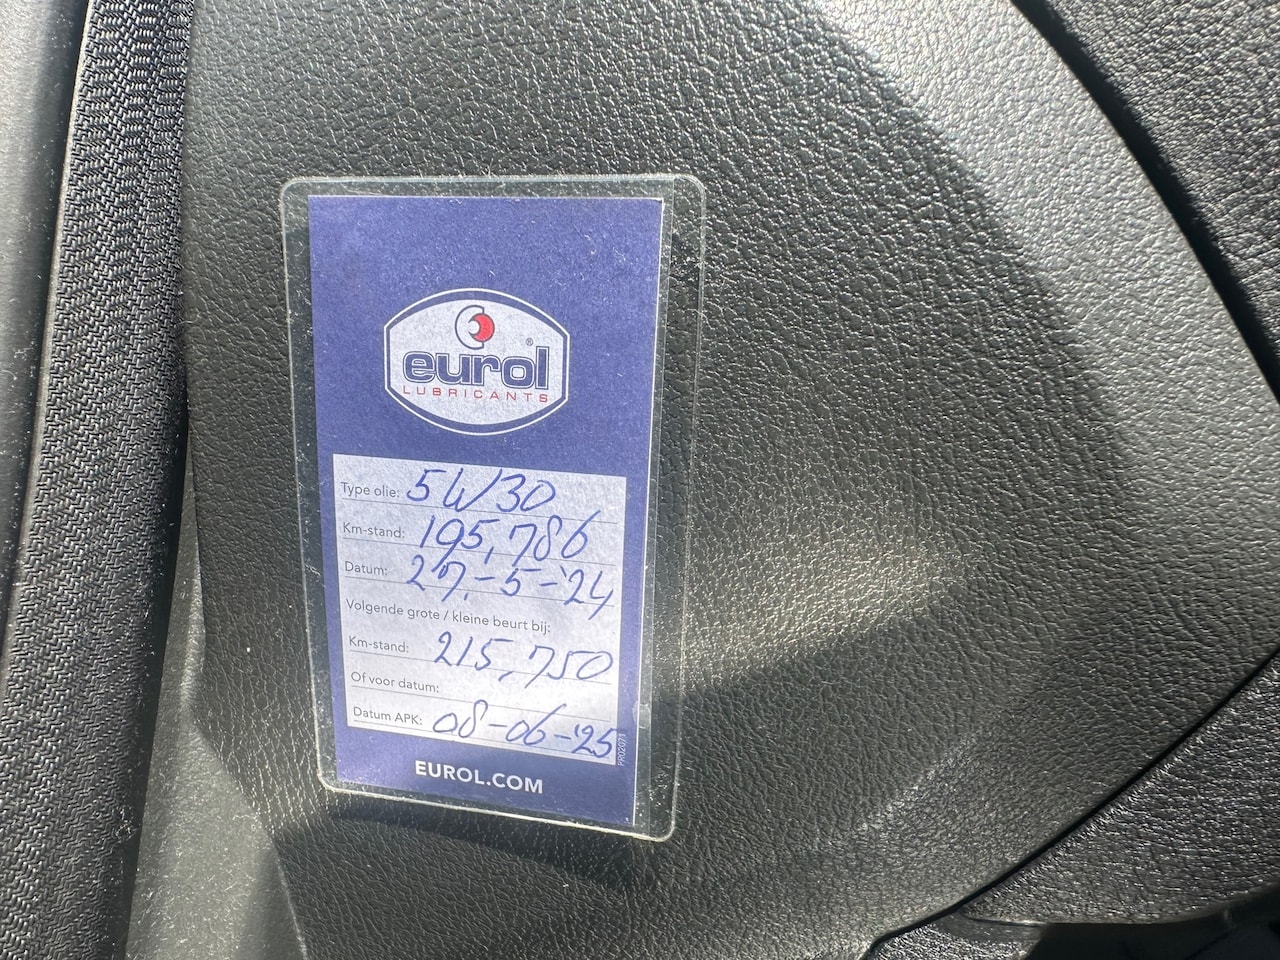 eurol®
LUBRICANTS
Type olie: 5W30
Km-stand: 195,786
Datum: 27.-5-'24
Volgende grote / kleine beurt bij:
Km-stand: 215,750
Of voor datum:
Datum APK: 08-06-'25
PR02071
EUROL.COM